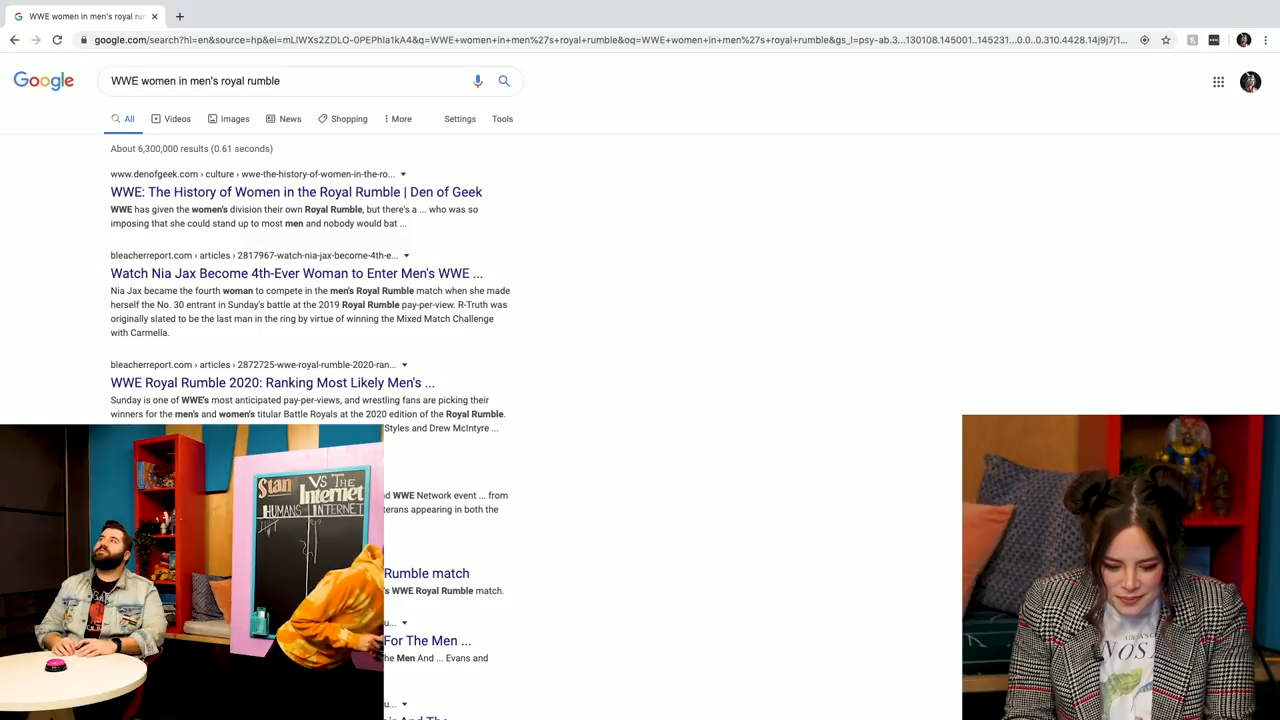 WWE women in men's royal rur
google.com/search?hl=en&source=hp&ei=mLIWXs2ZDLO-0PEPhIa1kA4&q=WWE+women+in+men%27s+royal+rumble&oq=WWE+women+in+men%27s+royal+rumble&gs_l=psy-ab.3...130108.145001..145231...0.0..0.310.4428.14j9j7j1...
Google
WWE women in men's royal rumble
All Videos Images News Shopping More Settings Tools
About 6,300,000 results (0.61 seconds)
www.denofgeek.com › culture › wwe-the-history-of-women-in-the-ro...
WWE: The History of Women in the Royal Rumble | Den of Geek
WWE has given the women's division their own Royal Rumble, but there's a ... who was so
imposing that she could stand up to most men and nobody would bat ...
bleacherreport.com › articles › 2817967-watch-nia-jax-become-4th-e...
Watch Nia Jax Become 4th-Ever Woman to Enter Men's WWE ...
Nia Jax became the fourth woman to compete in the men's Royal Rumble match when she made
herself the No. 30 entrant in Sunday's battle at the 2019 Royal Rumble pay-per-view. R-Truth was
originally slated to be the last man in the ring by virtue of winning the Mixed Match Challenge
with Carmella.
bleacherreport.com › articles › 2872725-wwe-royal-rumble-2020-ran...
WWE Royal Rumble 2020: Ranking Most Likely Men's ...
Sunday is one of WWE's most anticipated pay-per-views, and wrestling fans are picking their
winners for the men's and women's titular Battle Royals at the 2020 edition of the Royal Rumble.
Styles and Drew McIntyre ...
d WWE Network event ... from
terans appearing in both the
Rumble match
's WWE Royal Rumble match.
u...
For The Men ...
he Men And ... Evans and
u...
ir And The
Stan VS THE
Internet
HUMANS INTERNET
NOS